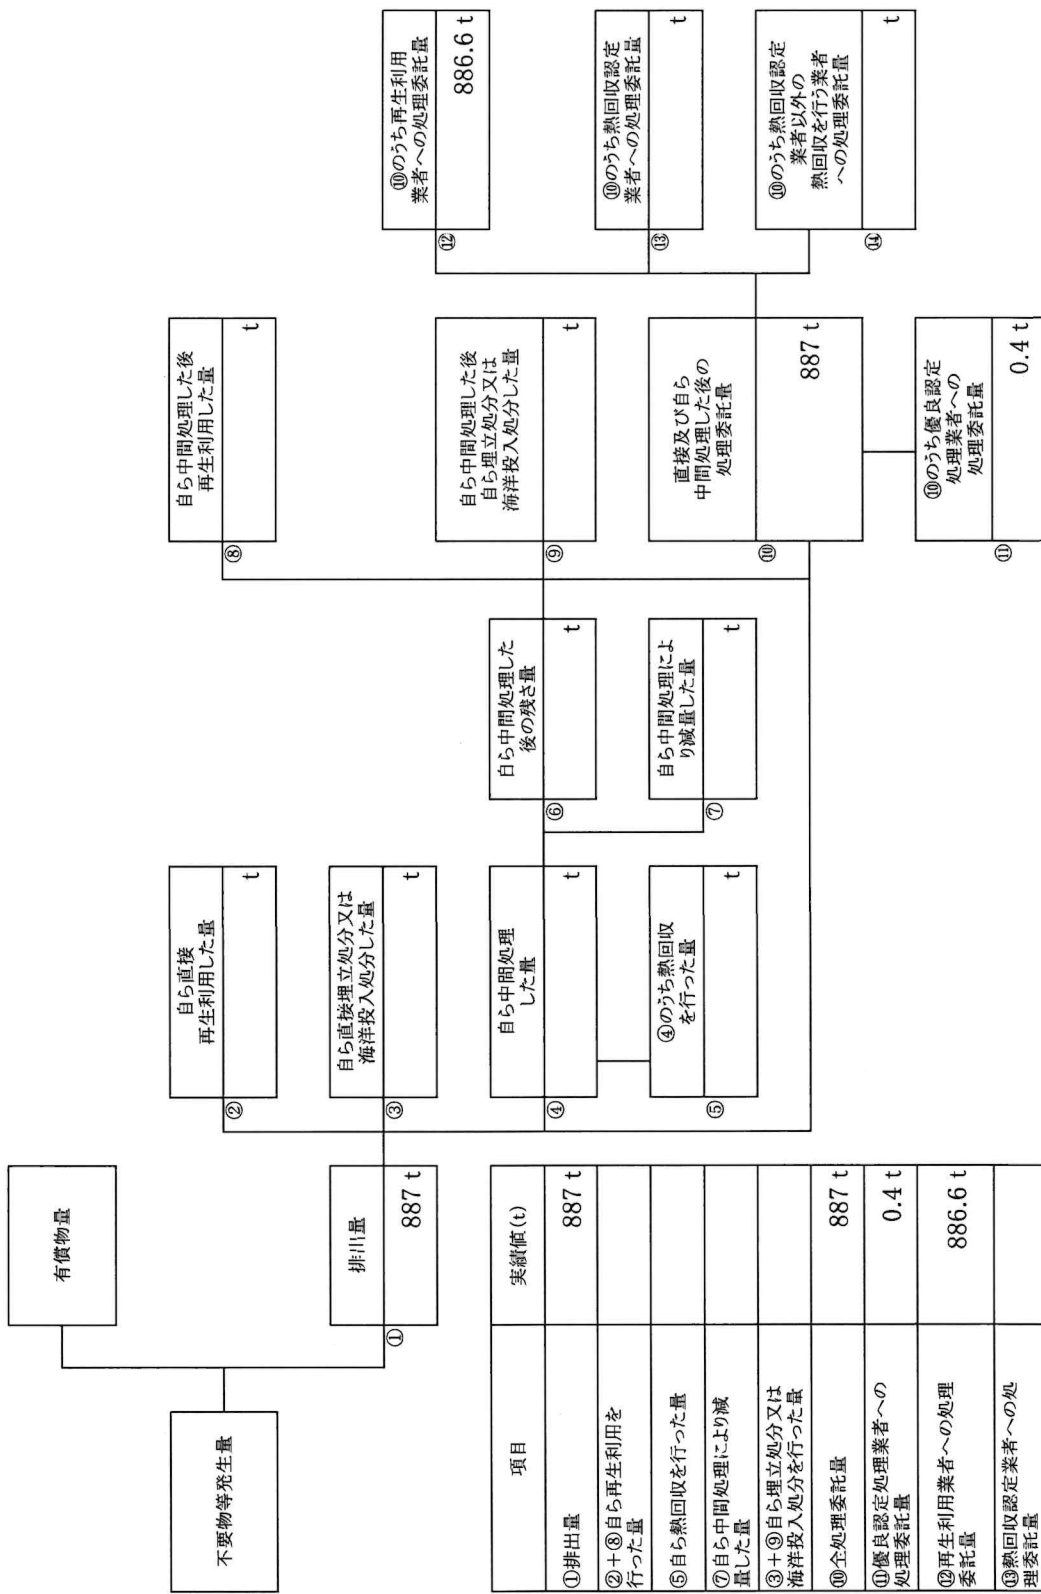 不要物等発生量
有償物量
排出量
①
887 t
自ら直接
再生利用した量
②
t
自ら直接埋立処分又は
海洋投入処分した量
③
t
自ら中間処理
した量
④
t
④のうち熱回収
を行った量
⑤
t
自ら中間処理した
後の残さ量
⑥
t
自ら中間処理によ
り減量した量
⑦
t
自ら中間処理した後
再生利用した量
⑧
t
自ら中間処理した後
自ら埋立処分又は
海洋投入処分した量
⑨
t
直接及び自ら
中間処理した後の
処理委託量
⑩
887 t
⑩のうち優良認定
処理業者への
処理委託量
⑪
0.4 t
⑩のうち再生利用
業者への処理委託量
⑫
886.6 t
⑩のうち熱回収認定
業者への処理委託量
⑬
t
⑩のうち熱回収認定
業者以外の
熱回収を行う業者
への処理委託量
⑭
t
項目 実績値(t)
①排出量 887 t
②+⑧自ら再生利用を
行った量
⑤自ら熱回収を行った量
⑦自ら中間処理により減
量した量
③+⑨自ら埋立処分又は
海洋投入処分を行った量
⑩全処理委託量 887 t
⑪優良認定処理業者への
処理委託量 0.4 t
⑫再生利用業者への処理
委託量 886.6 t
⑬熱回収認定業者への処
理委託量